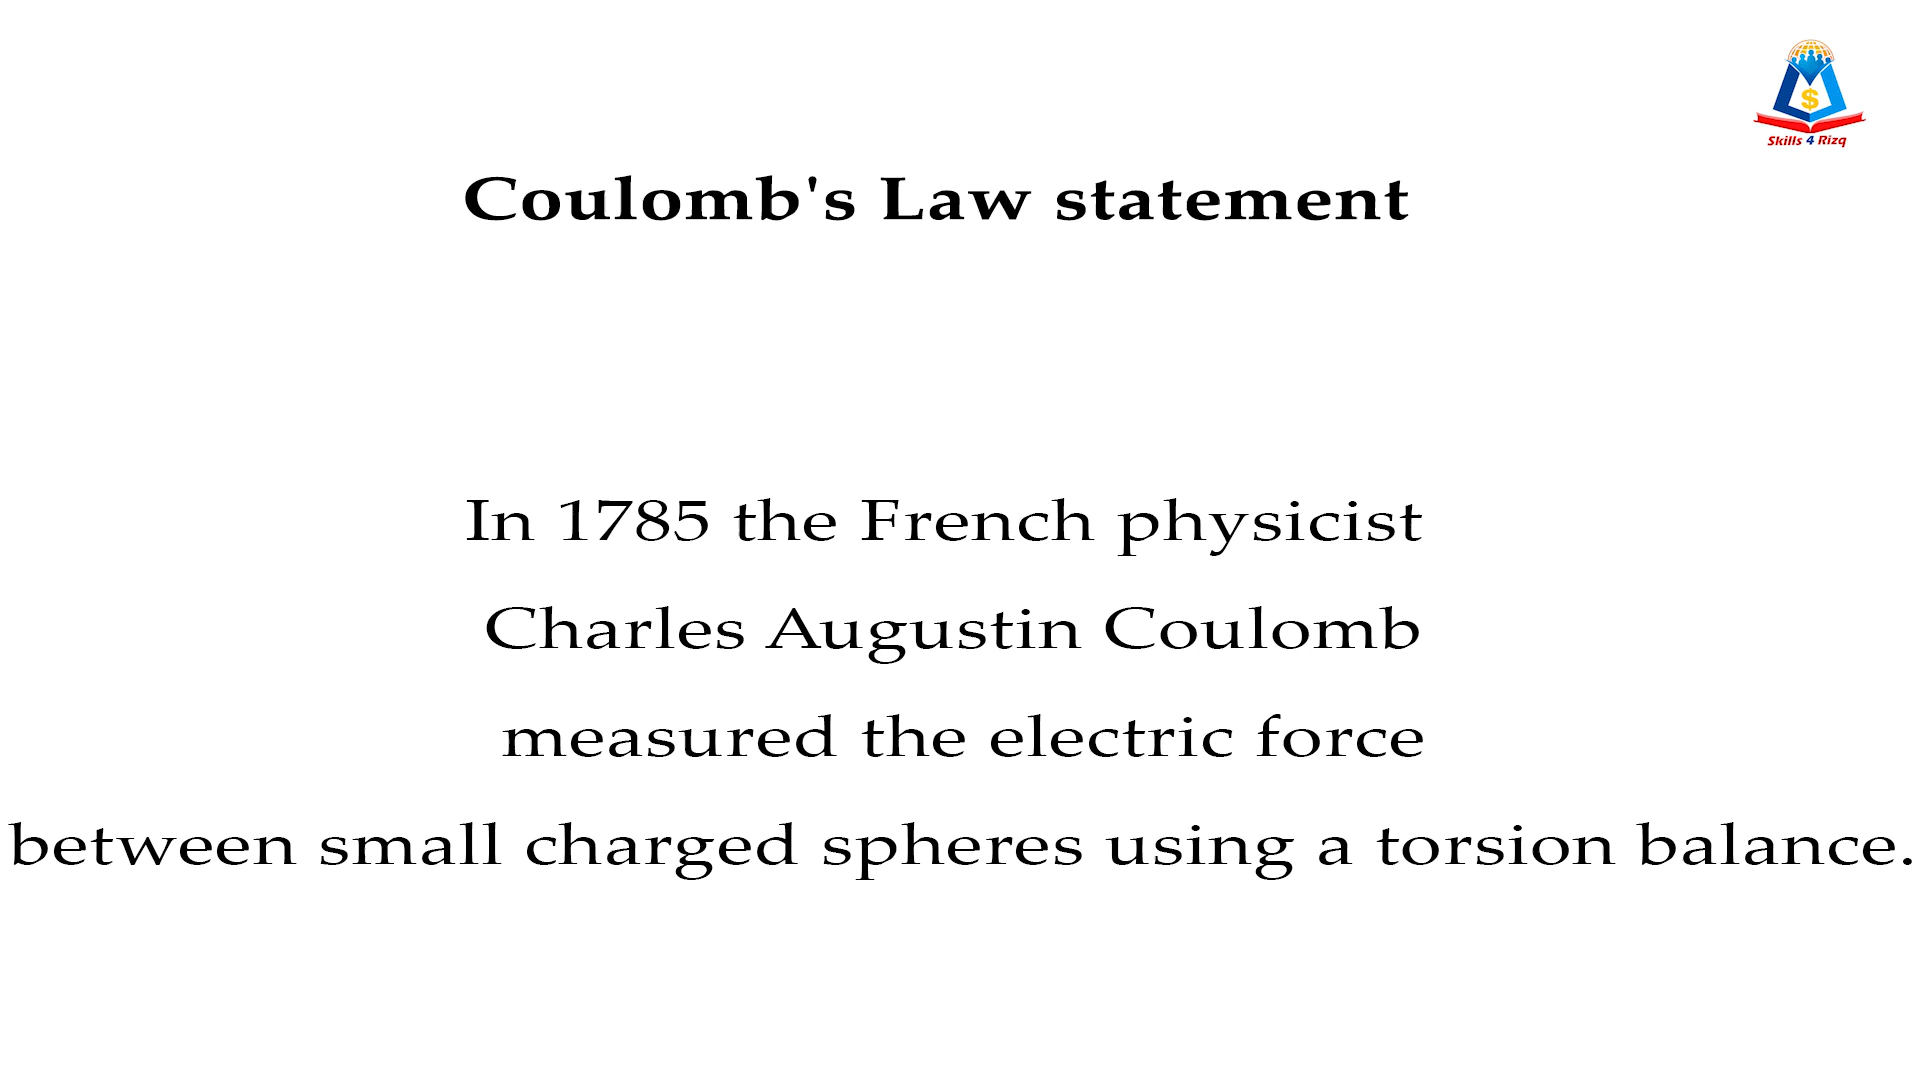 Skills 4 Rizq
Coulomb's Law statement
In 1785 the French physicist
Charles Augustin Coulomb
measured the electric force
between small charged spheres using a torsion balance.